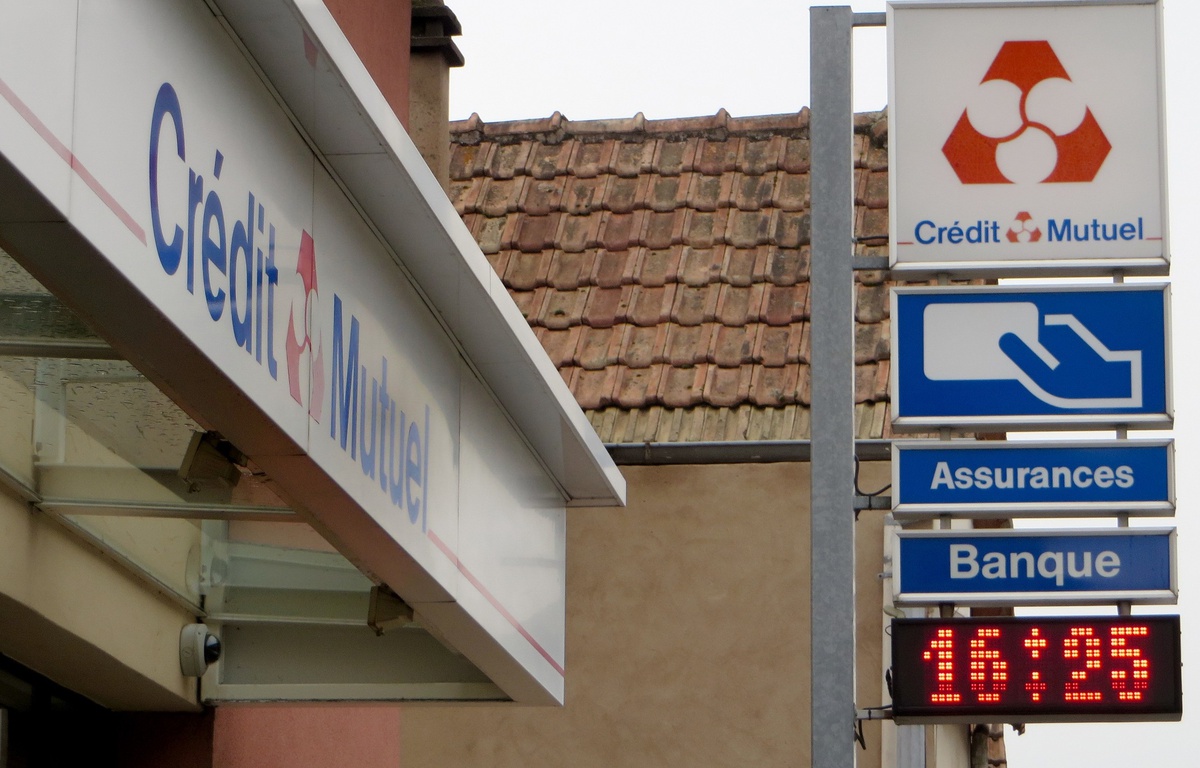 Crédit Mutuel
Crédit Mutuel
Assurances
Banque
16:25